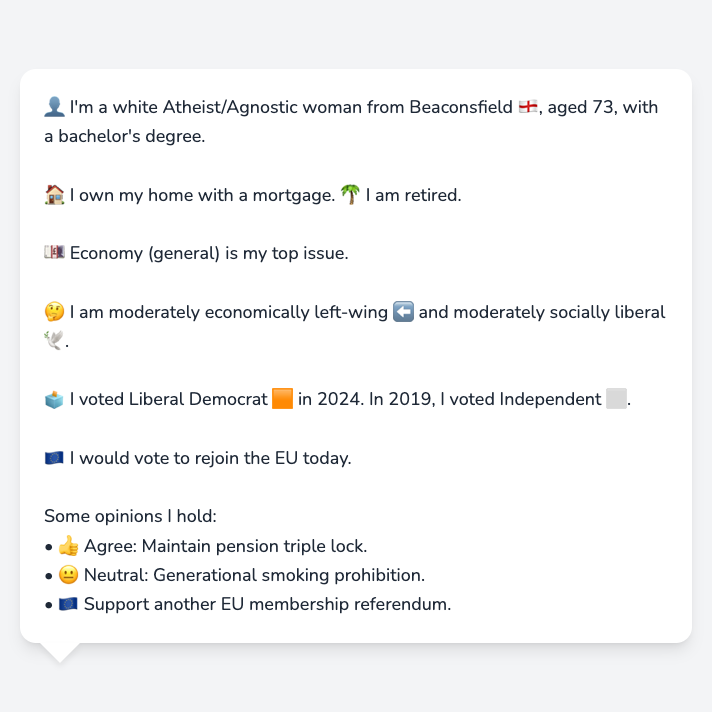 👤 I'm a white Atheist/Agnostic woman from Beaconsfield 🏴󠁧󠁢󠁥󠁮󠁧󠁿, aged 73, with
a bachelor's degree.
🏠 I own my home with a mortgage. 🌴 I am retired.
💷 Economy (general) is my top issue.
🤔 I am moderately economically left-wing ⬅️ and moderately socially liberal
🕊️.
🗳️ I voted Liberal Democrat 🟧 in 2024. In 2019, I voted Independent ⬜.
🇪🇺 I would vote to rejoin the EU today.
Some opinions I hold:
• 👍 Agree: Maintain pension triple lock.
• 😐 Neutral: Generational smoking prohibition.
• 🇪🇺 Support another EU membership referendum.